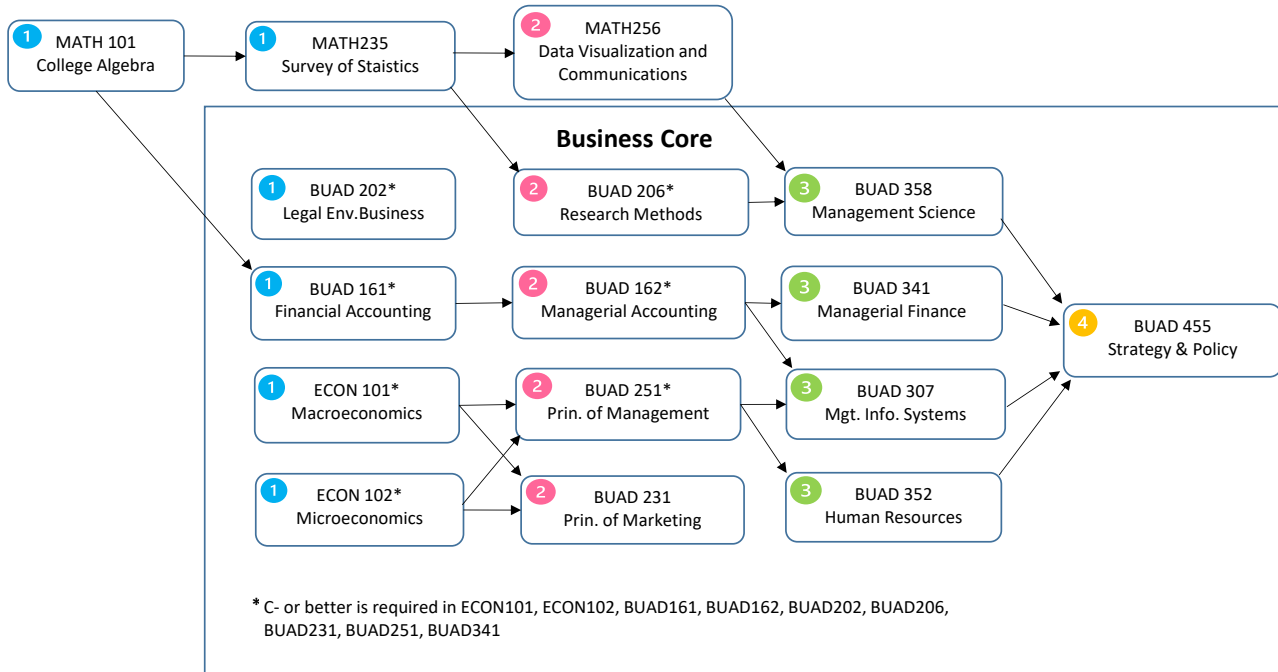 1
MATH 101
College Algebra
1
MATH235
Survey of Staistics
2
MATH256
Data Visualization and
Communications
Business Core
1
BUAD 202*
Legal Env.Business
2
BUAD 206*
Research Methods
3
BUAD 358
Management Science
1
BUAD 161*
Financial Accounting
2
BUAD 162*
Managerial Accounting
3
BUAD 341
Managerial Finance
4
BUAD 455
Strategy & Policy
1
ECON 101*
Macroeconomics
2
BUAD 251*
Prin. of Management
3
BUAD 307
Mgt. Info. Systems
1
ECON 102*
Microeconomics
2
BUAD 231
Prin. of Marketing
3
BUAD 352
Human Resources
* C- or better is required in ECON101, ECON102, BUAD161, BUAD162, BUAD202, BUAD206,
BUAD231, BUAD251, BUAD341